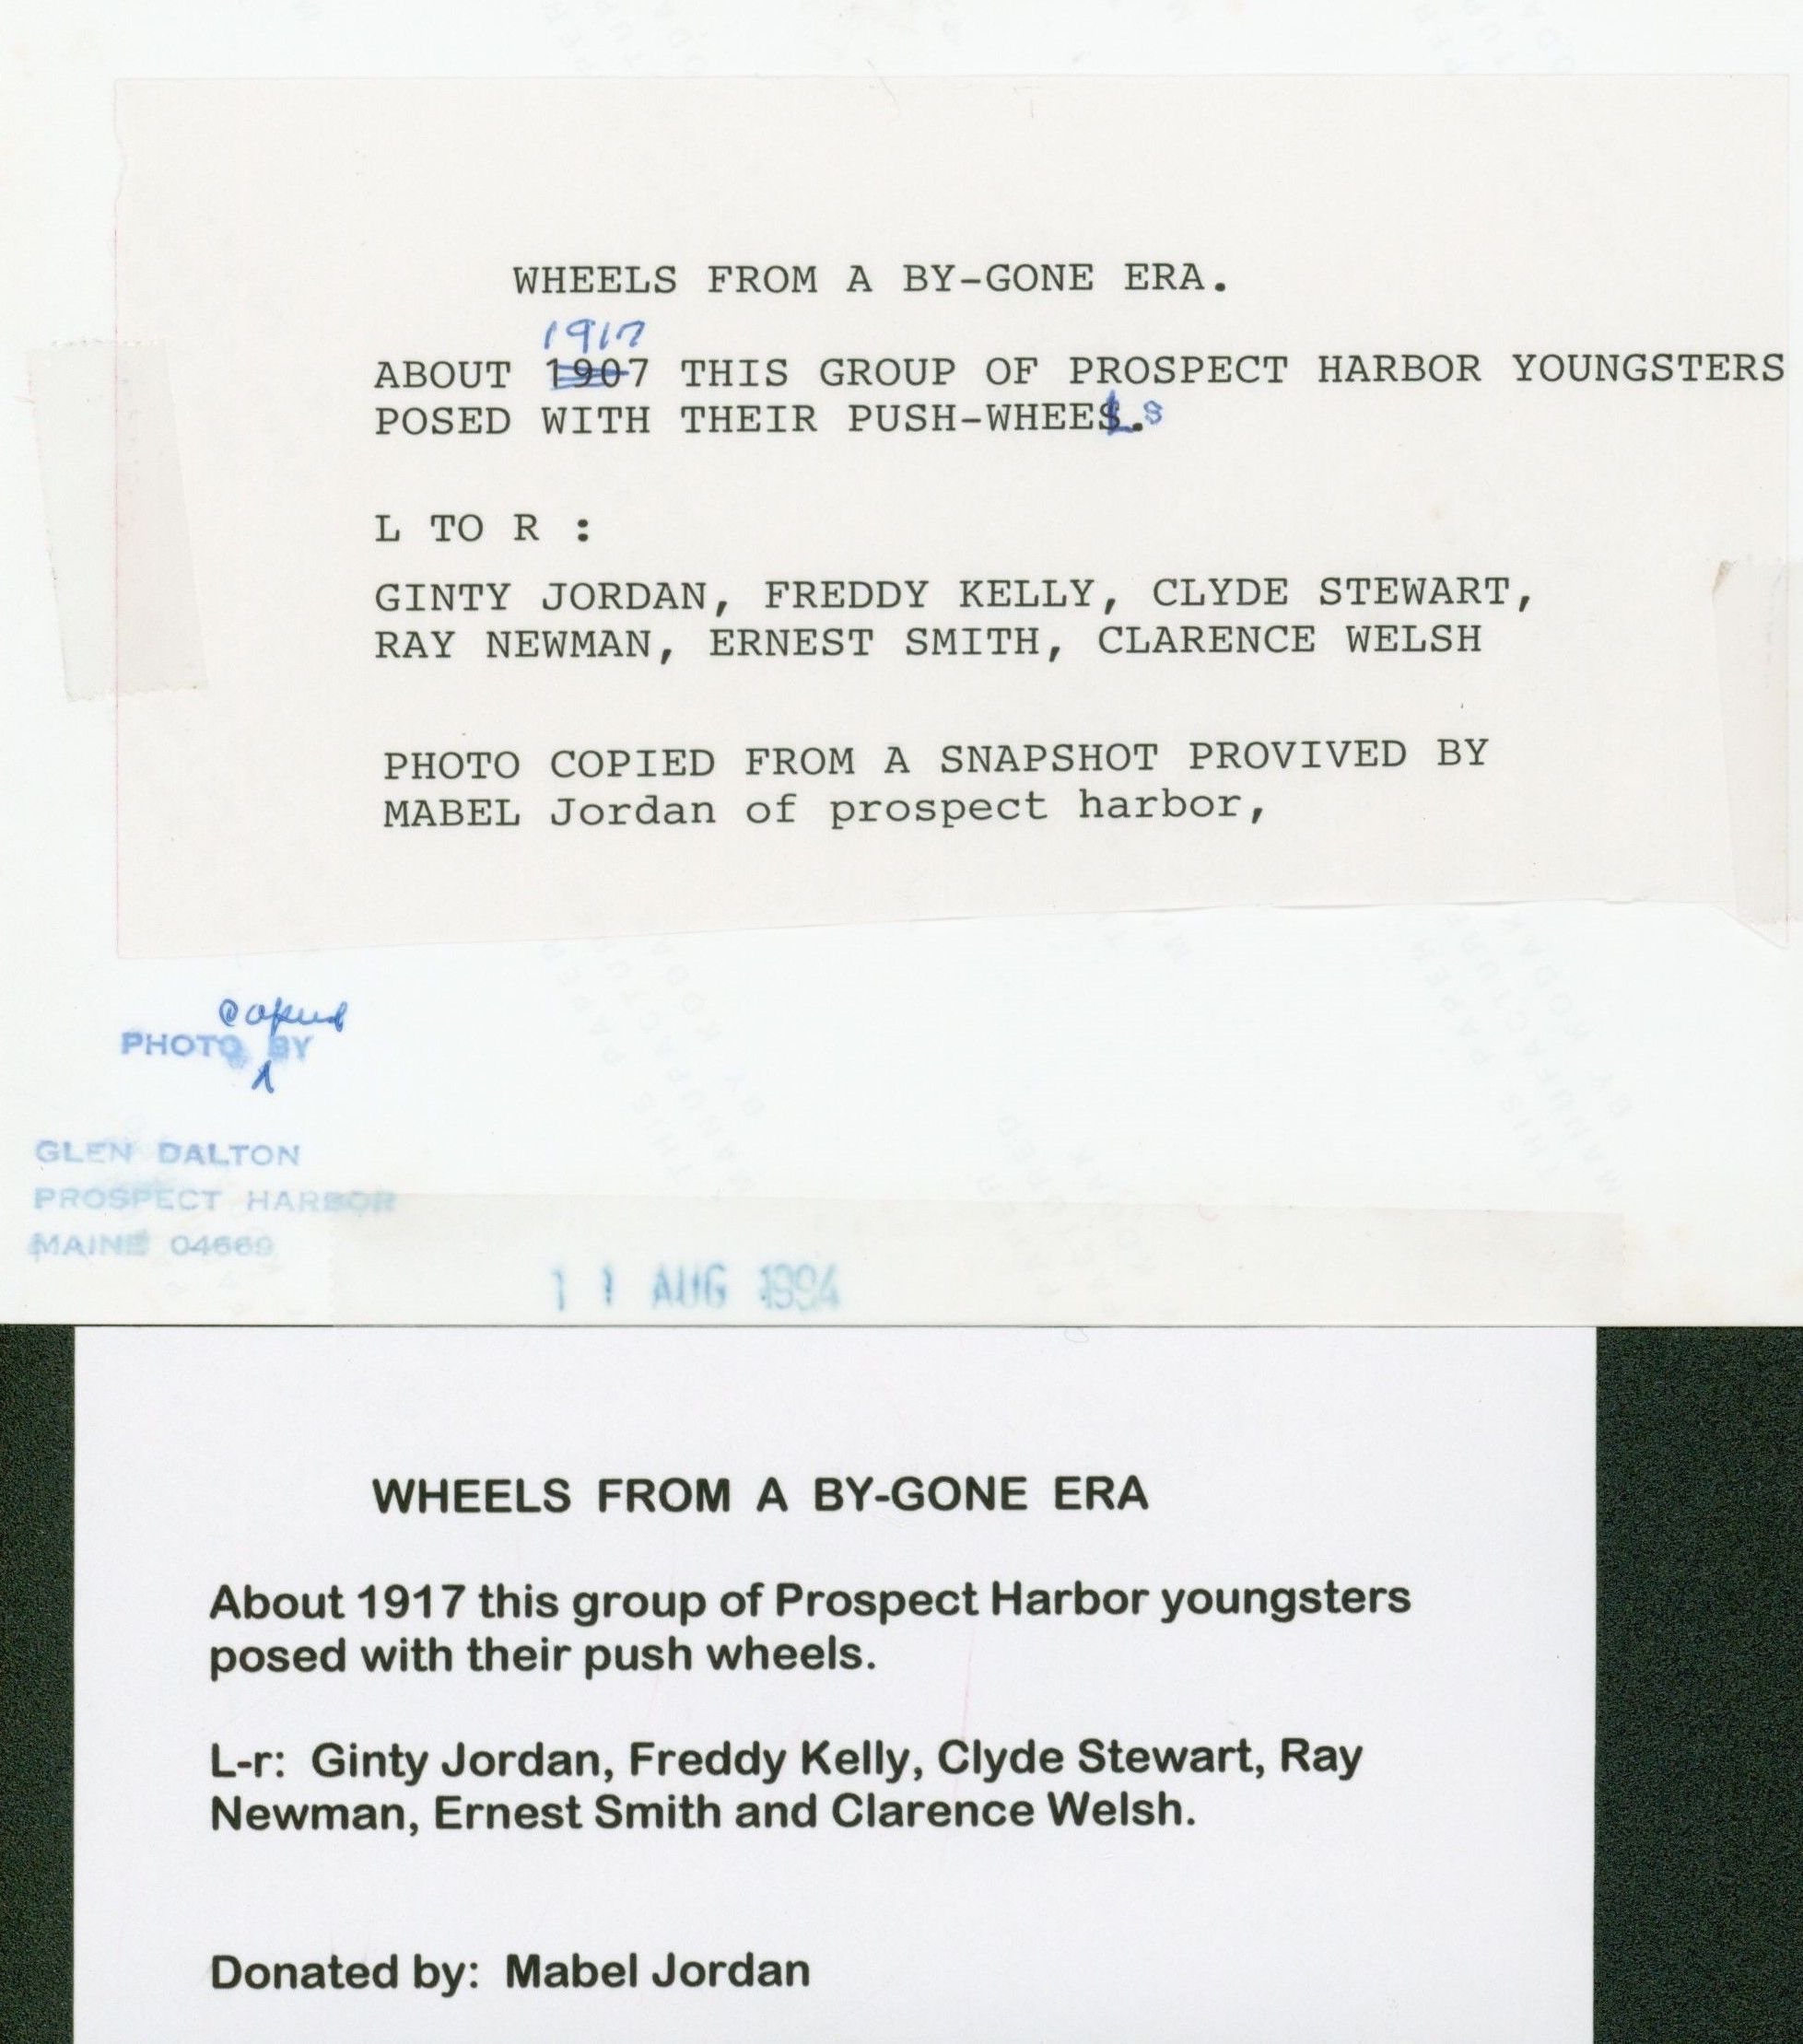 WHEELS FROM A BY-GONE ERA.
1917
ABOUT 1907 THIS GROUP OF PROSPECT HARBOR YOUNGSTERS
POSED WITH THEIR PUSH-WHEELS
L TO R :
GINTY JORDAN, FREDDY KELLY, CLYDE STEWART,
RAY NEWMAN, ERNEST SMITH, CLARENCE WELSH
PHOTO COPIED FROM A SNAPSHOT PROVIVED BY
MABEL Jordan of prospect harbor,
copied
PHOTO BY
GLEN DALTON
PROSPECT HARBOR
MAINE 04669
11 AUG 1994
WHEELS FROM A BY-GONE ERA
About 1917 this group of Prospect Harbor youngsters
posed with their push wheels.
L-r: Ginty Jordan, Freddy Kelly, Clyde Stewart, Ray
Newman, Ernest Smith and Clarence Welsh.
Donated by: Mabel Jordan